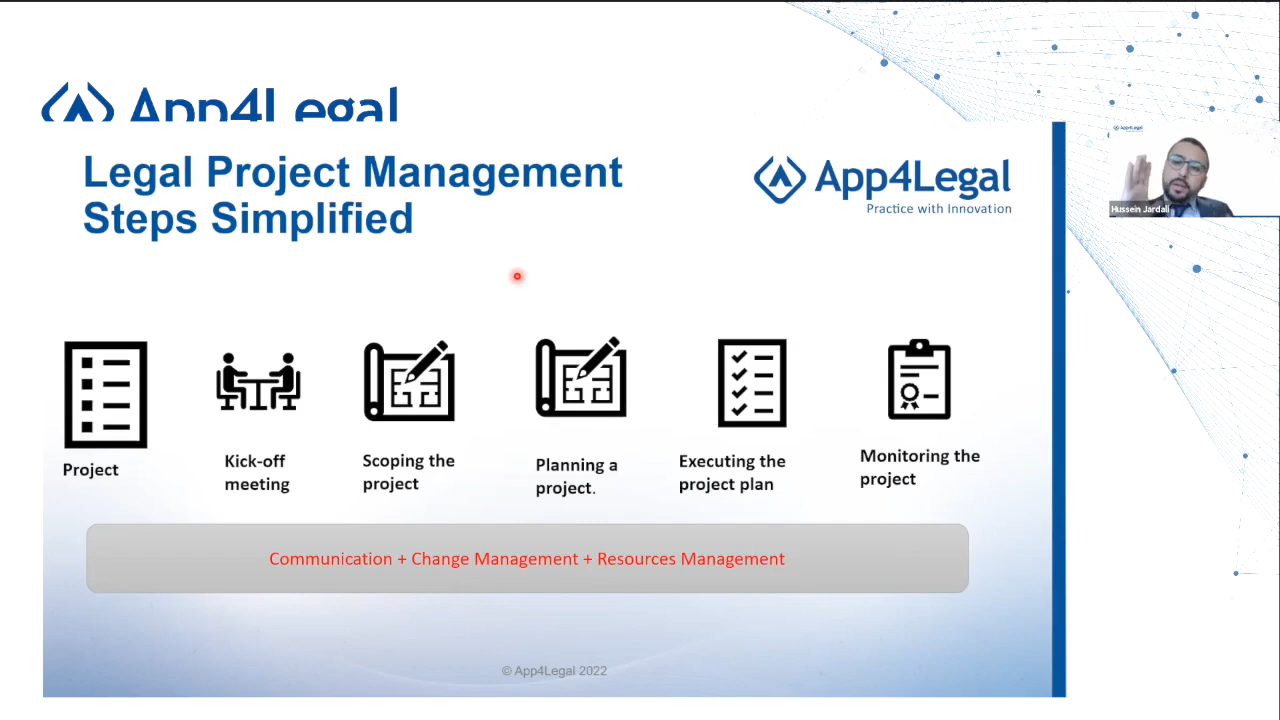 App4Legal
Legal Project Management
Steps Simplified
App4Legal
Practice with Innovation
App4Legal
Hussein Jardali
Project
Kick-off
meeting
Scoping the
project
Planning a
project.
Executing the
project plan
Monitoring the
project
Communication + Change Management + Resources Management
© App4Legal 2022